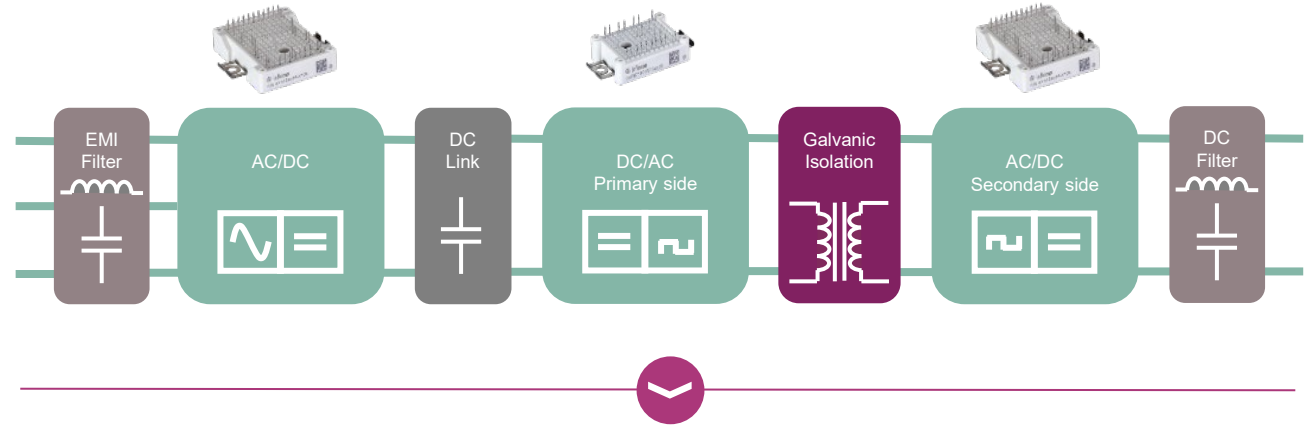 EMI
Filter
AC/DC
DC
Link
DC/AC
Primary side
Galvanic
Isolation
AC/DC
Secondary side
DC
Filter